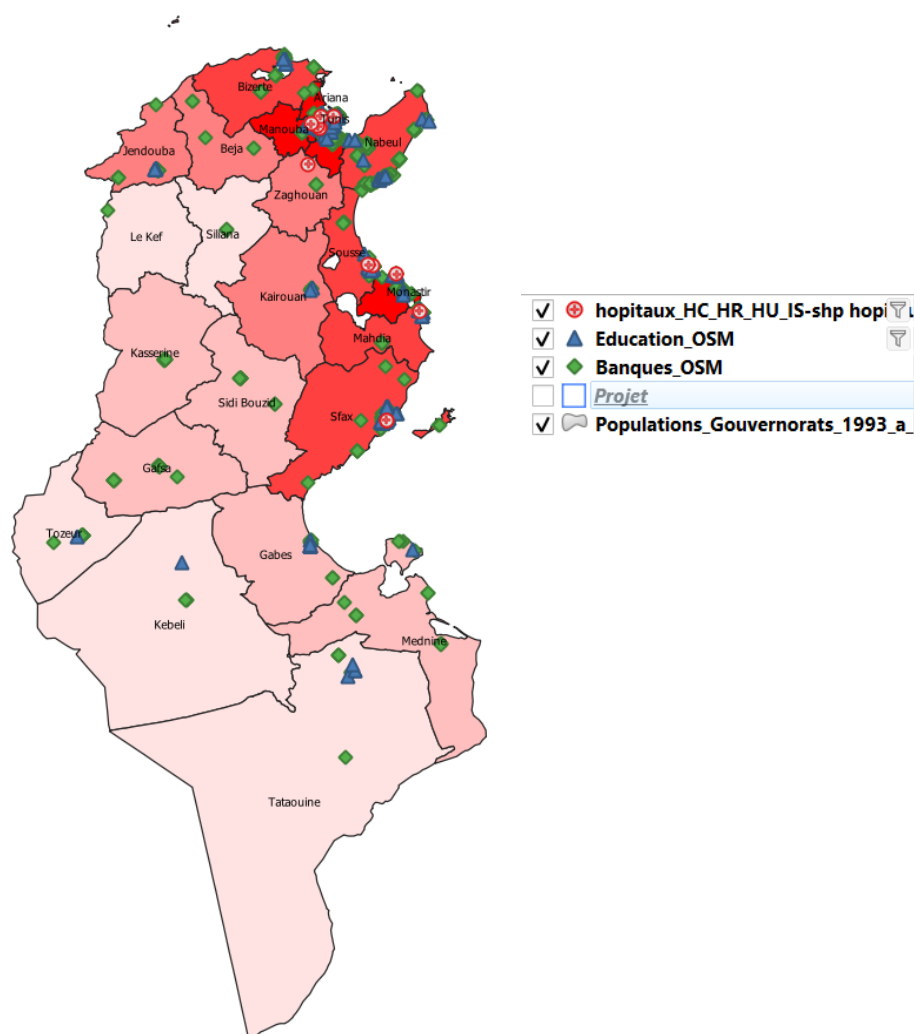 Bizerte
Ariana
Tunis
Manouba
Nabeul
Jendouba
Beja
Zaghouan
Le Kef
Siliana
Sousse
Kairouan
Monastir
Mahdia
Kasserine
Sidi Bouzid
Sfax
Gafsa
Tozeur
Gabes
Kebeli
Mednine
Tataouine
hopitaux_HC_HR_HU_IS-shp hopi
Education_OSM
Banques_OSM
Projet
Populations_Gouvernorats_1993_a_